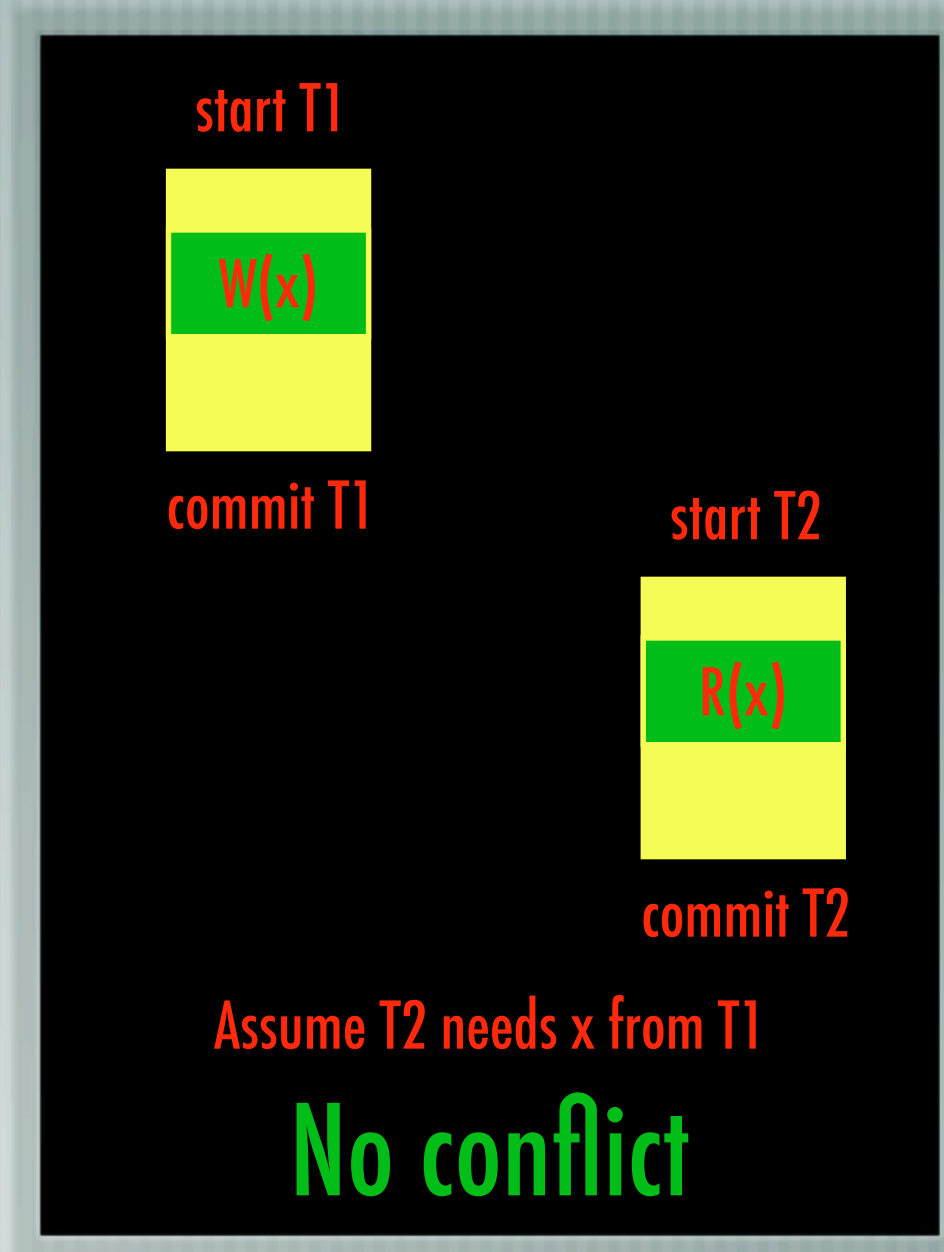 start T1
W(x)
commit T1
start T2
R(x)
commit T2
Assume T2 needs x from T1
No conflict